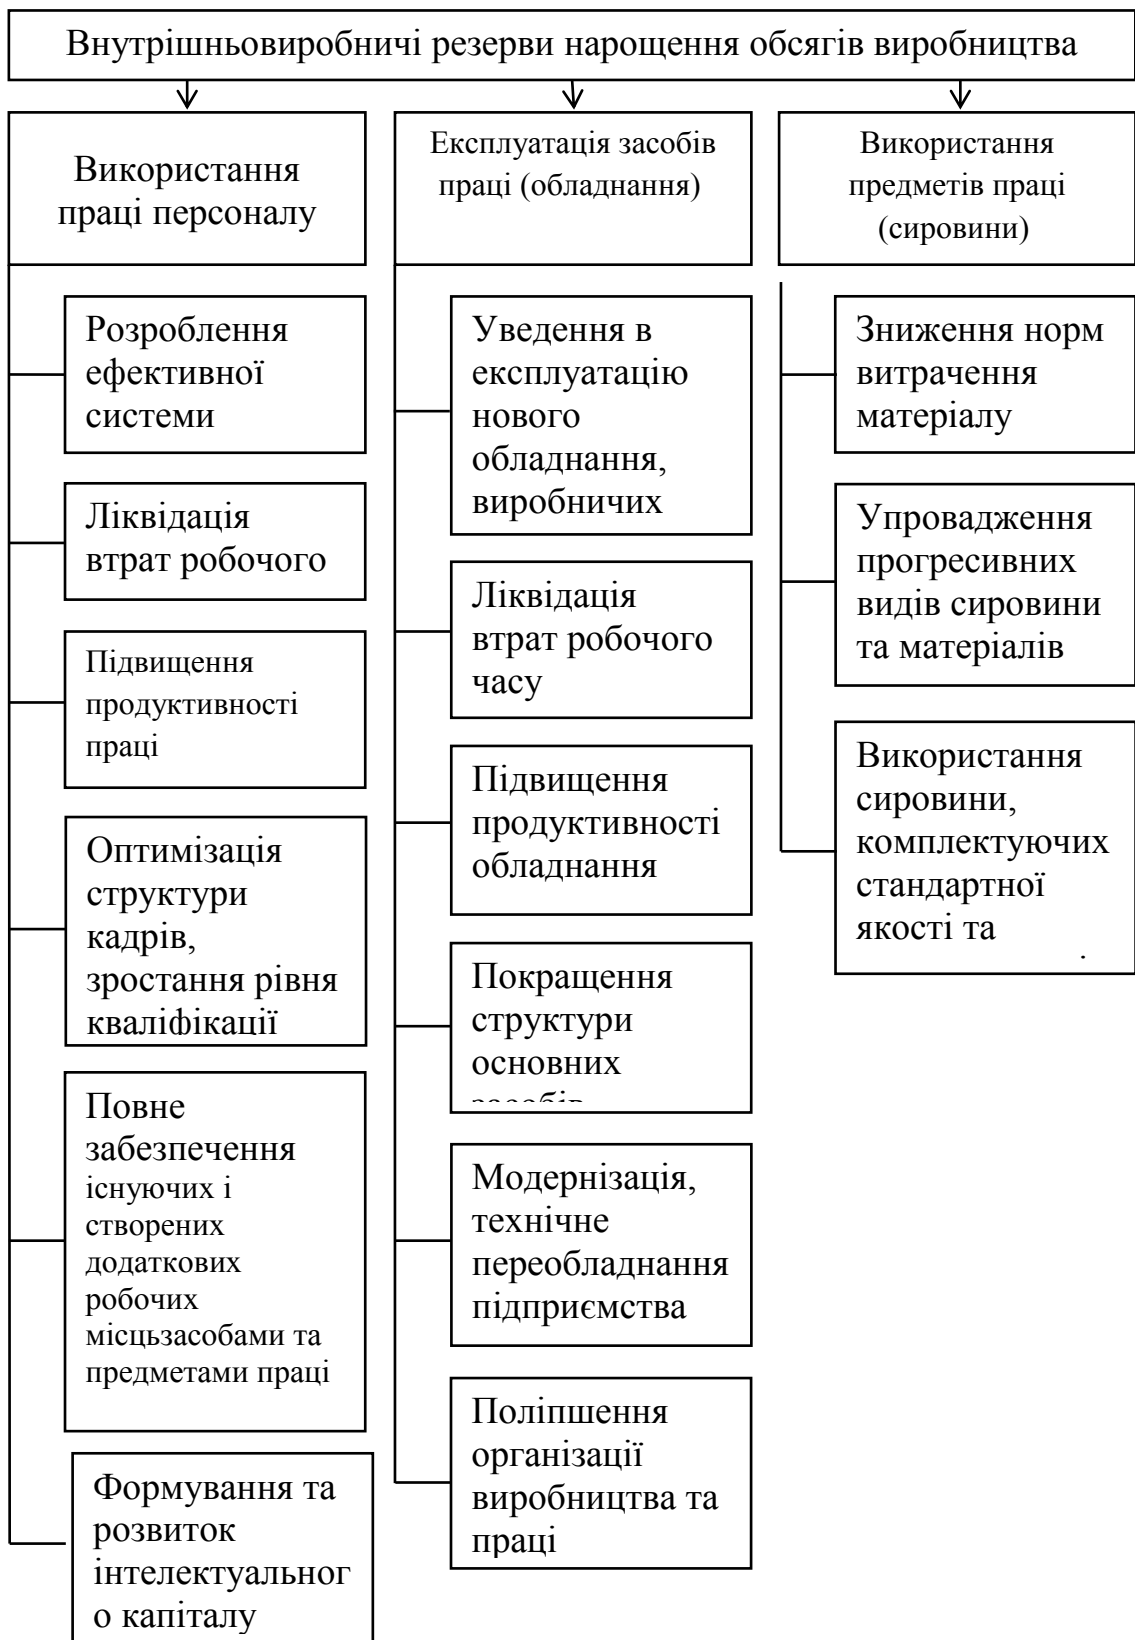 Внутрішньовиробничі резерви нарощення обсягів виробництва
Використання
праці персоналу
Розроблення
ефективної
системи
Ліквідація
втрат робочого
Підвищення
продуктивності
праці
Оптимізація
структури
кадрів,
зростання рівня
кваліфікації
Повне
забезпечення
існуючих і
створених
додаткових
робочих
місцьзасобами та
предметами праці
Формування та
розвиток
інтелектуальног
о капіталу
Експлуатація засобів
праці (обладнання)
Уведення в
експлуатацію
нового
обладнання,
виробничих
Ліквідація
втрат робочого
часу
Підвищення
продуктивності
обладнання
Покращення
структури
основних
Модернізація,
технічне
переобладнання
підприємства
Поліпшення
організації
виробництва та
праці
Використання
предметів праці
(сировини)
Зниження норм
витрачення
матеріалу
Упровадження
прогресивних
видів сировини
та матеріалів
Використання
сировини,
комплектуючих
стандартної
якості та